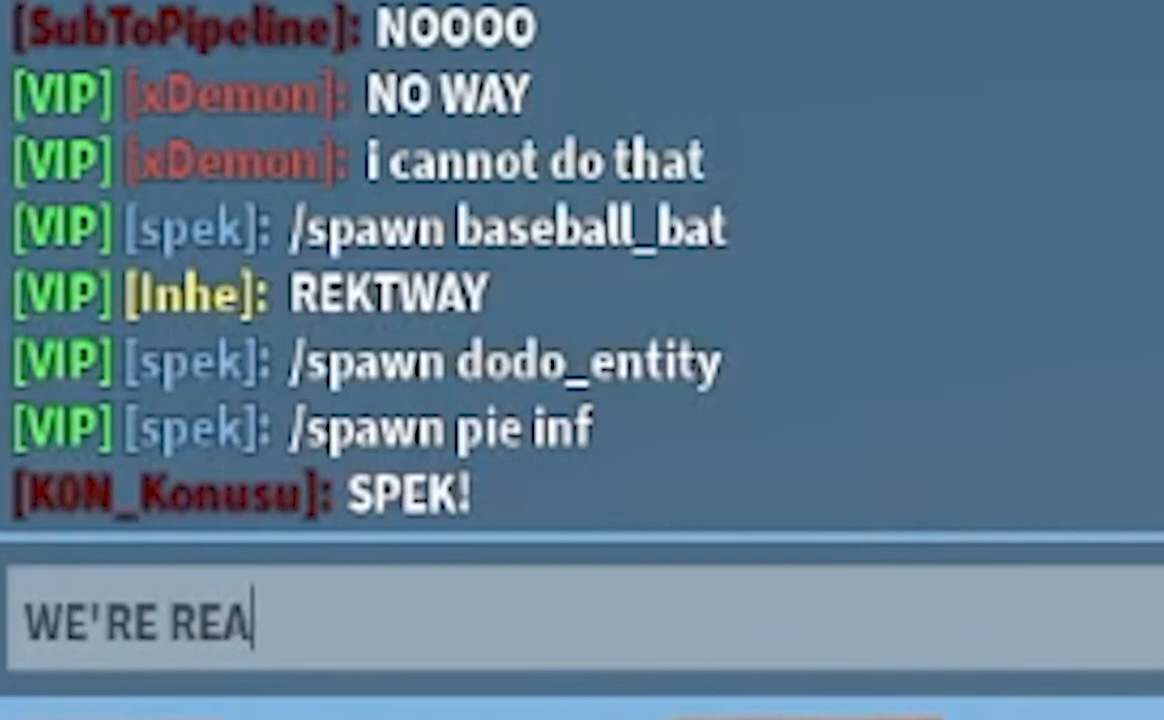 [SubToPipeline]: NOOOO
[VIP] [xDemon]: NO WAY
[VIP] [xDemon]: i cannot do that
[VIP] [spek]: /spawn baseball_bat
[VIP] [Inhe]: REKTWAY
[VIP] [spek]: /spawn dodo_entity
[VIP] [spek]: /spawn pie inf
[K0N_Konusu]: SPEK!
WE'RE REA